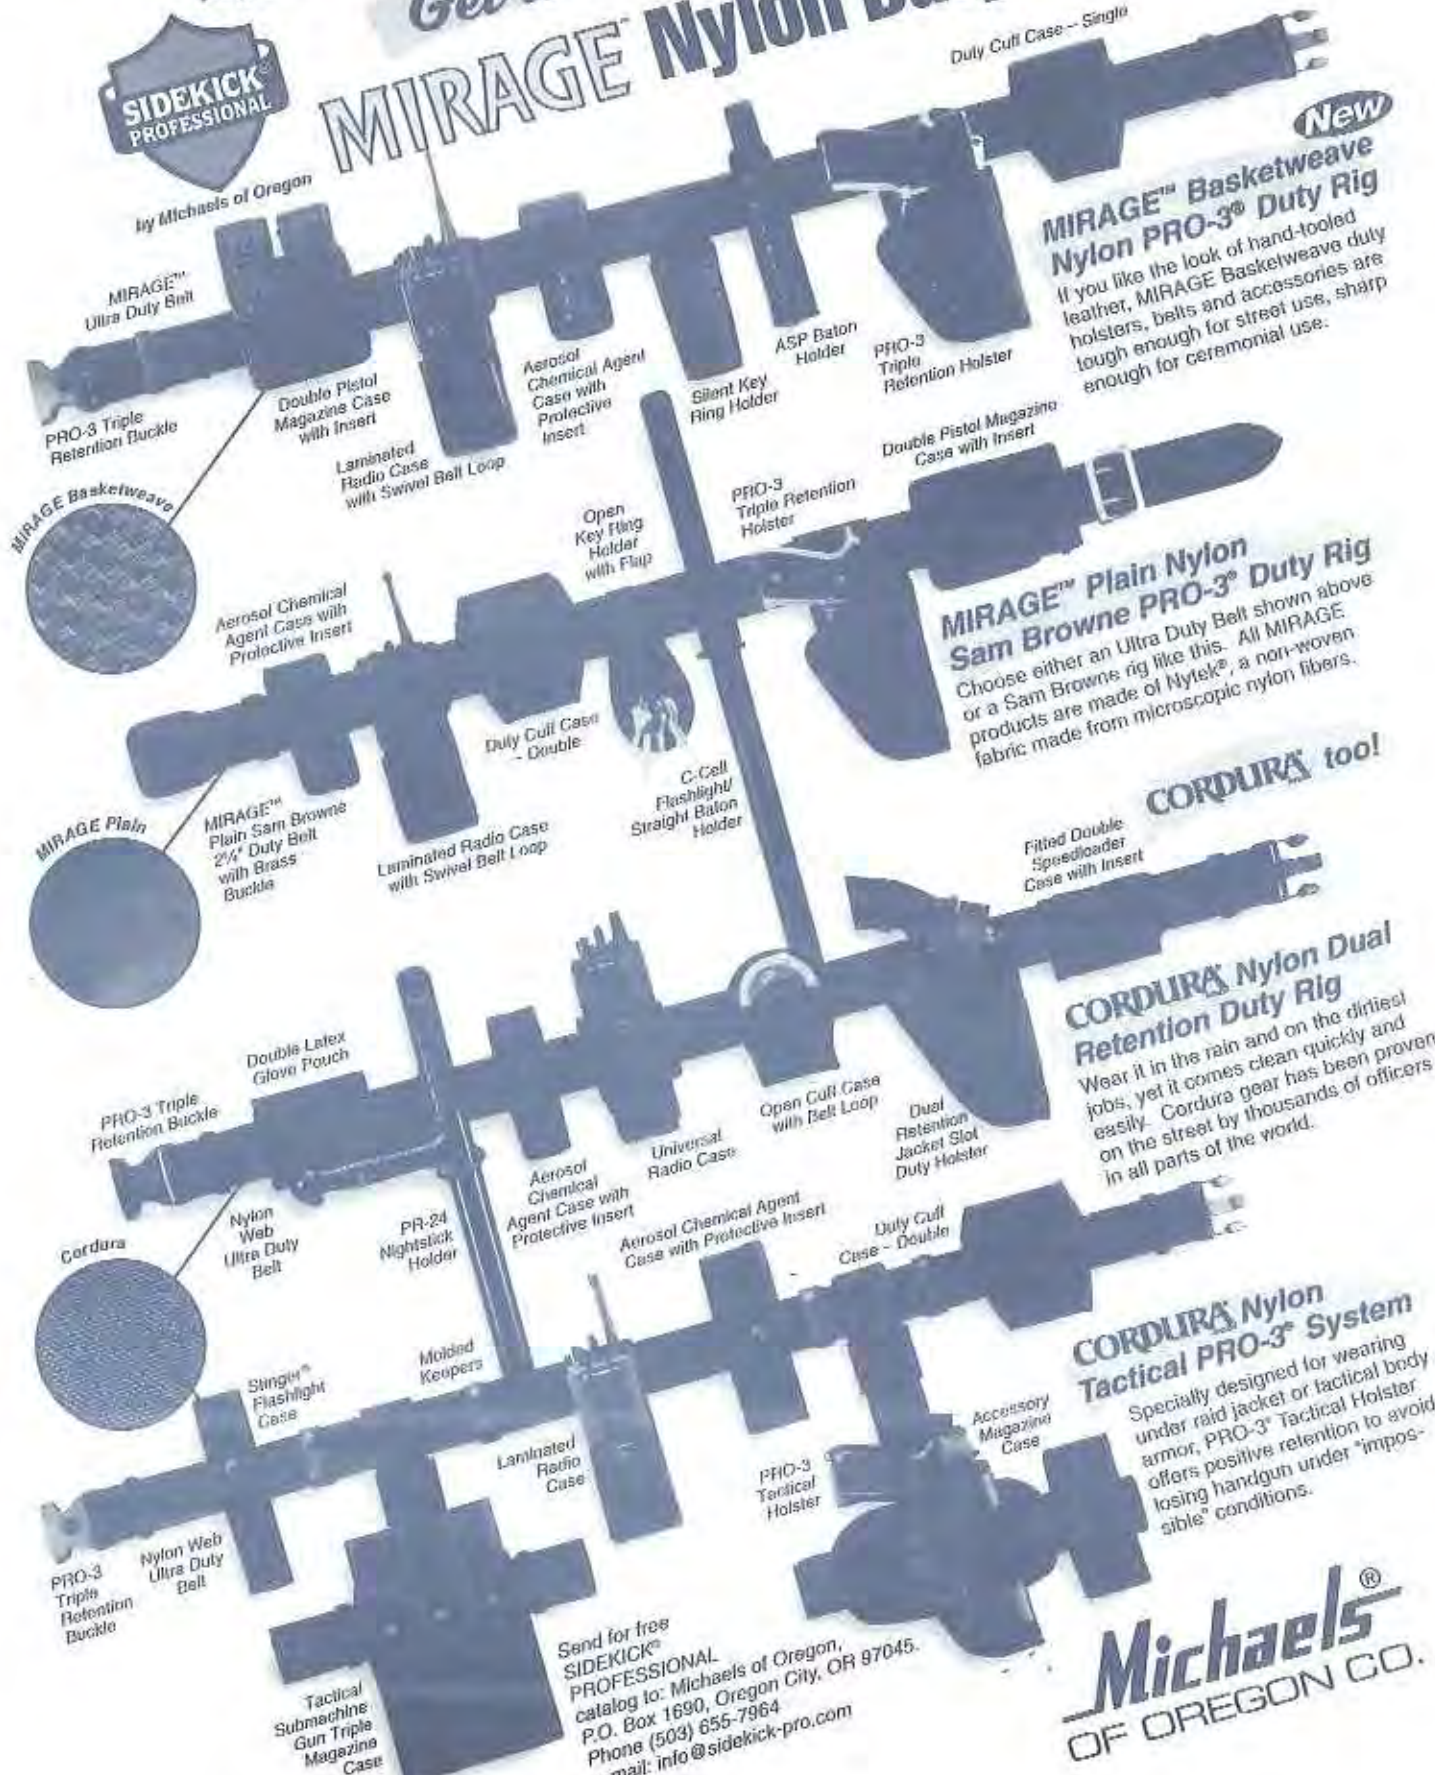 SIDEKICK®
PROFESSIONAL
by Michaels of Oregon
MIRAGE™ Nylon
Duty Cuff Case – Single
New
MIRAGE™ Basketweave
Nylon PRO-3® Duty Rig
If you like the look of hand-tooled
leather, MIRAGE Basketweave duty
holsters, belts and accessories are
tough enough for street use, sharp
enough for ceremonial use.
MIRAGE™
Ultra Duty Belt
PRO-3 Triple
Retention Buckle
Double Pistol
Magazine Case
with Insert
Laminated
Radio Case
with Swivel Belt Loop
Aerosol
Chemical Agent
Case with
Protective
Insert
Silent Key
Ring Holder
ASP Baton
Holder
PRO-3
Triple
Retention Holster
MIRAGE Basketweave
Aerosol Chemical
Agent Case with
Protective Insert
Open
Key Ring
Holder
with Flap
PRO-3
Triple Retention
Holster
Double Pistol Magazine
Case with Insert
MIRAGE™ Plain Nylon
Sam Browne PRO-3® Duty Rig
Choose either an Ultra Duty Belt shown above
or a Sam Browne rig like this. All MIRAGE
products are made of Nytek®, a non-woven
fabric made from microscopic nylon fibers.
MIRAGE Plain
MIRAGE™
Plain Sam Browne
2¼" Duty Belt
with Brass
Buckle
Laminated Radio Case
with Swivel Belt Loop
Duty Cuff Case
– Double
C-Cell
Flashlight/
Straight Baton
Holder
CORDURA too!
Fitted Double
Speedloader
Case with Insert
CORDURA Nylon Dual
Retention Duty Rig
Wear it in the rain and on the dirtiest
jobs, yet it comes clean quickly and
easily. Cordura gear has been proven
on the street by thousands of officers
in all parts of the world.
PRO-3 Triple
Retention Buckle
Double Latex
Glove Pouch
Nylon
Web
Ultra Duty
Belt
PR-24
Nightstick
Holder
Aerosol
Chemical
Agent Case with
Protective Insert
Universal
Radio Case
Open Cuff Case
with Belt Loop
Dual
Retention
Jacket Slot
Duty Holster
Cordura
Stinger®
Flashlight
Case
Molded
Keepers
Aerosol Chemical Agent
Case with Protective Insert
Duty Cuff
Case – Double
CORDURA Nylon
Tactical PRO-3® System
Specially designed for wearing
under raid jacket or tactical body
armor, PRO-3® Tactical Holster
offers positive retention to avoid
losing handgun under "impos-
sible" conditions.
PRO-3
Triple
Retention
Buckle
Nylon Web
Ultra Duty
Belt
Laminated
Radio
Case
PRO-3
Tactical
Holster
Accessory
Magazine
Case
Tactical
Submachine
Gun Triple
Magazine
Case
Send for free
SIDEKICK®
PROFESSIONAL
catalog to: Michaels of Oregon,
P.O. Box 1690, Oregon City, OR 97045.
Phone (503) 655-7964
mail: info@sidekick-pro.com
Michaels®
OF OREGON CO.